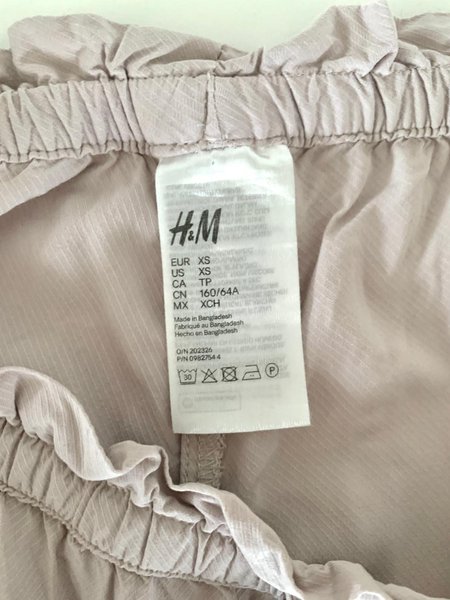 H&M
EUR XS
US XS
CA TP
CN 160/64A
MX XCH
Made in Bangladesh
Fabriqué au Bangladesh
Hecho en Bangladesh
O/N 202326
P/N 0982754 4
30 P